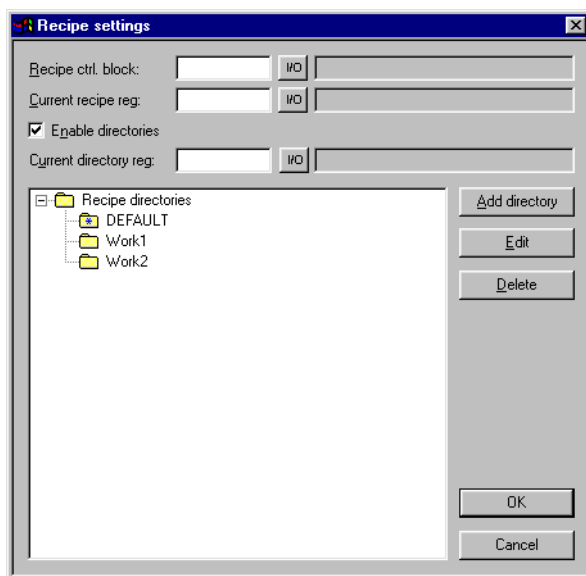 Recipe settings
Recipe ctrl. block: I/O
Current recipe reg: I/O
Enable directories
Current directory reg: I/O
Recipe directories
DEFAULT
Work1
Work2
Add directory
Edit
Delete
OK
Cancel